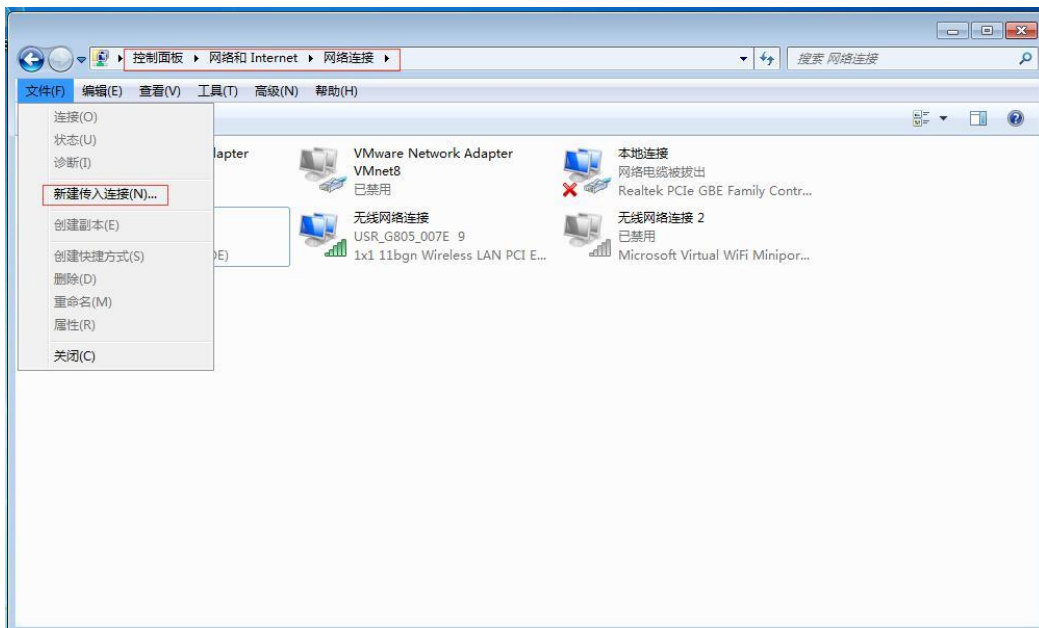 控制面板 ▸ 网络和 Internet ▸ 网络连接 ▸
搜索 网络连接
文件(F) 编辑(E) 查看(V) 工具(T) 高级(N) 帮助(H)
连接(O)
状态(U)
诊断(I)
新建传入连接(N)...
创建副本(E)
创建快捷方式(S)
删除(D)
重命名(M)
属性(R)
关闭(C)
lapter
VMware Network Adapter
VMnet8
已禁用
本地连接
网络电缆被拔出
Realtek PCIe GBE Family Contr...
无线网络连接
USR_G805_007E 9
1x1 11bgn Wireless LAN PCI E...
无线网络连接 2
已禁用
Microsoft Virtual WiFi Minipor...